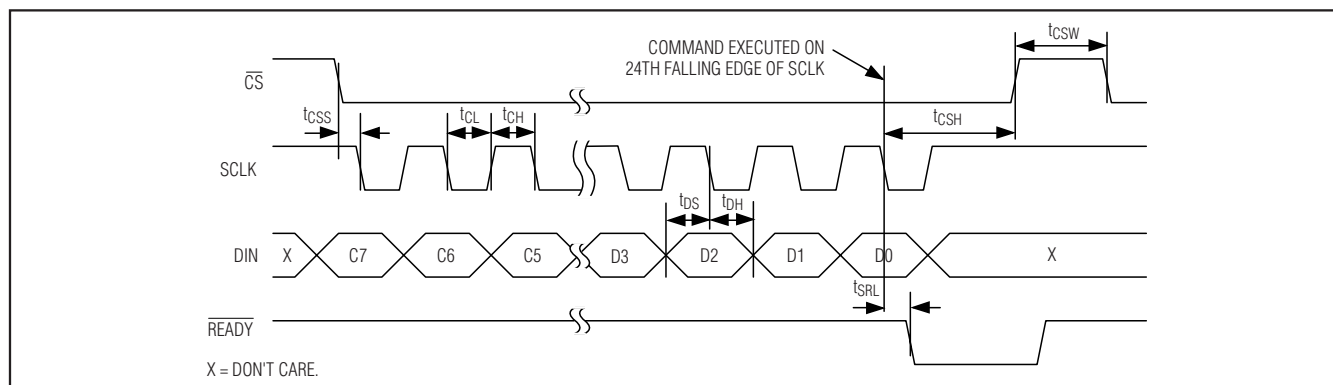 COMMAND EXECUTED ON
24TH FALLING EDGE OF SCLK
tCSW
CS
tCSS
tCL
tCH
tCSH
SCLK
tDS
tDH
DIN
X
C7
C6
C5
D3
D2
D1
D0
X
tSRL
READY
X = DON'T CARE.